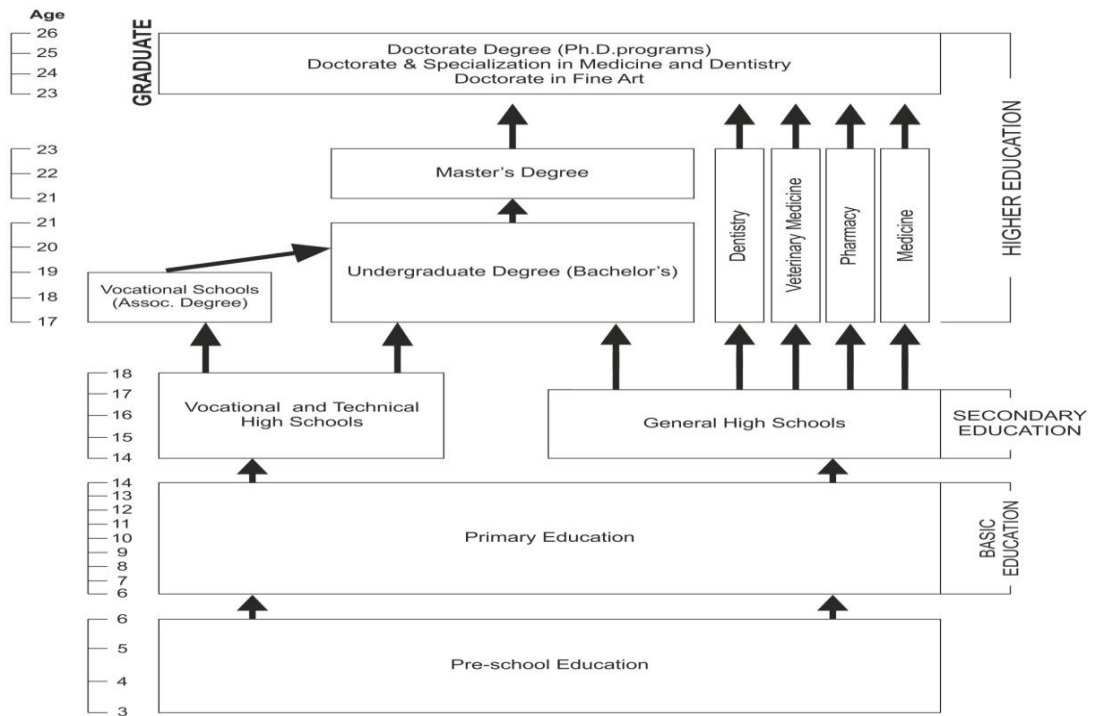 Age
26
25
24
23
GRADUATE
Doctorate Degree (Ph.D.programs)
Doctorate & Specialization in Medicine and Dentistry
Doctorate in Fine Art
HIGHER EDUCATION
23
22
21
Master's Degree
Dentistry
Veterinary Medicine
Pharmacy
Medicine
21
20
19
18
17
Undergraduate Degree (Bachelor's)
Vocational Schools
(Assoc. Degree)
18
17
16
15
14
Vocational and Technical
High Schools
General High Schools
SECONDARY
EDUCATION
14
13
12
11
10
9
8
7
6
Primary Education
BASIC
EDUCATION
6
5
4
3
Pre-school Education